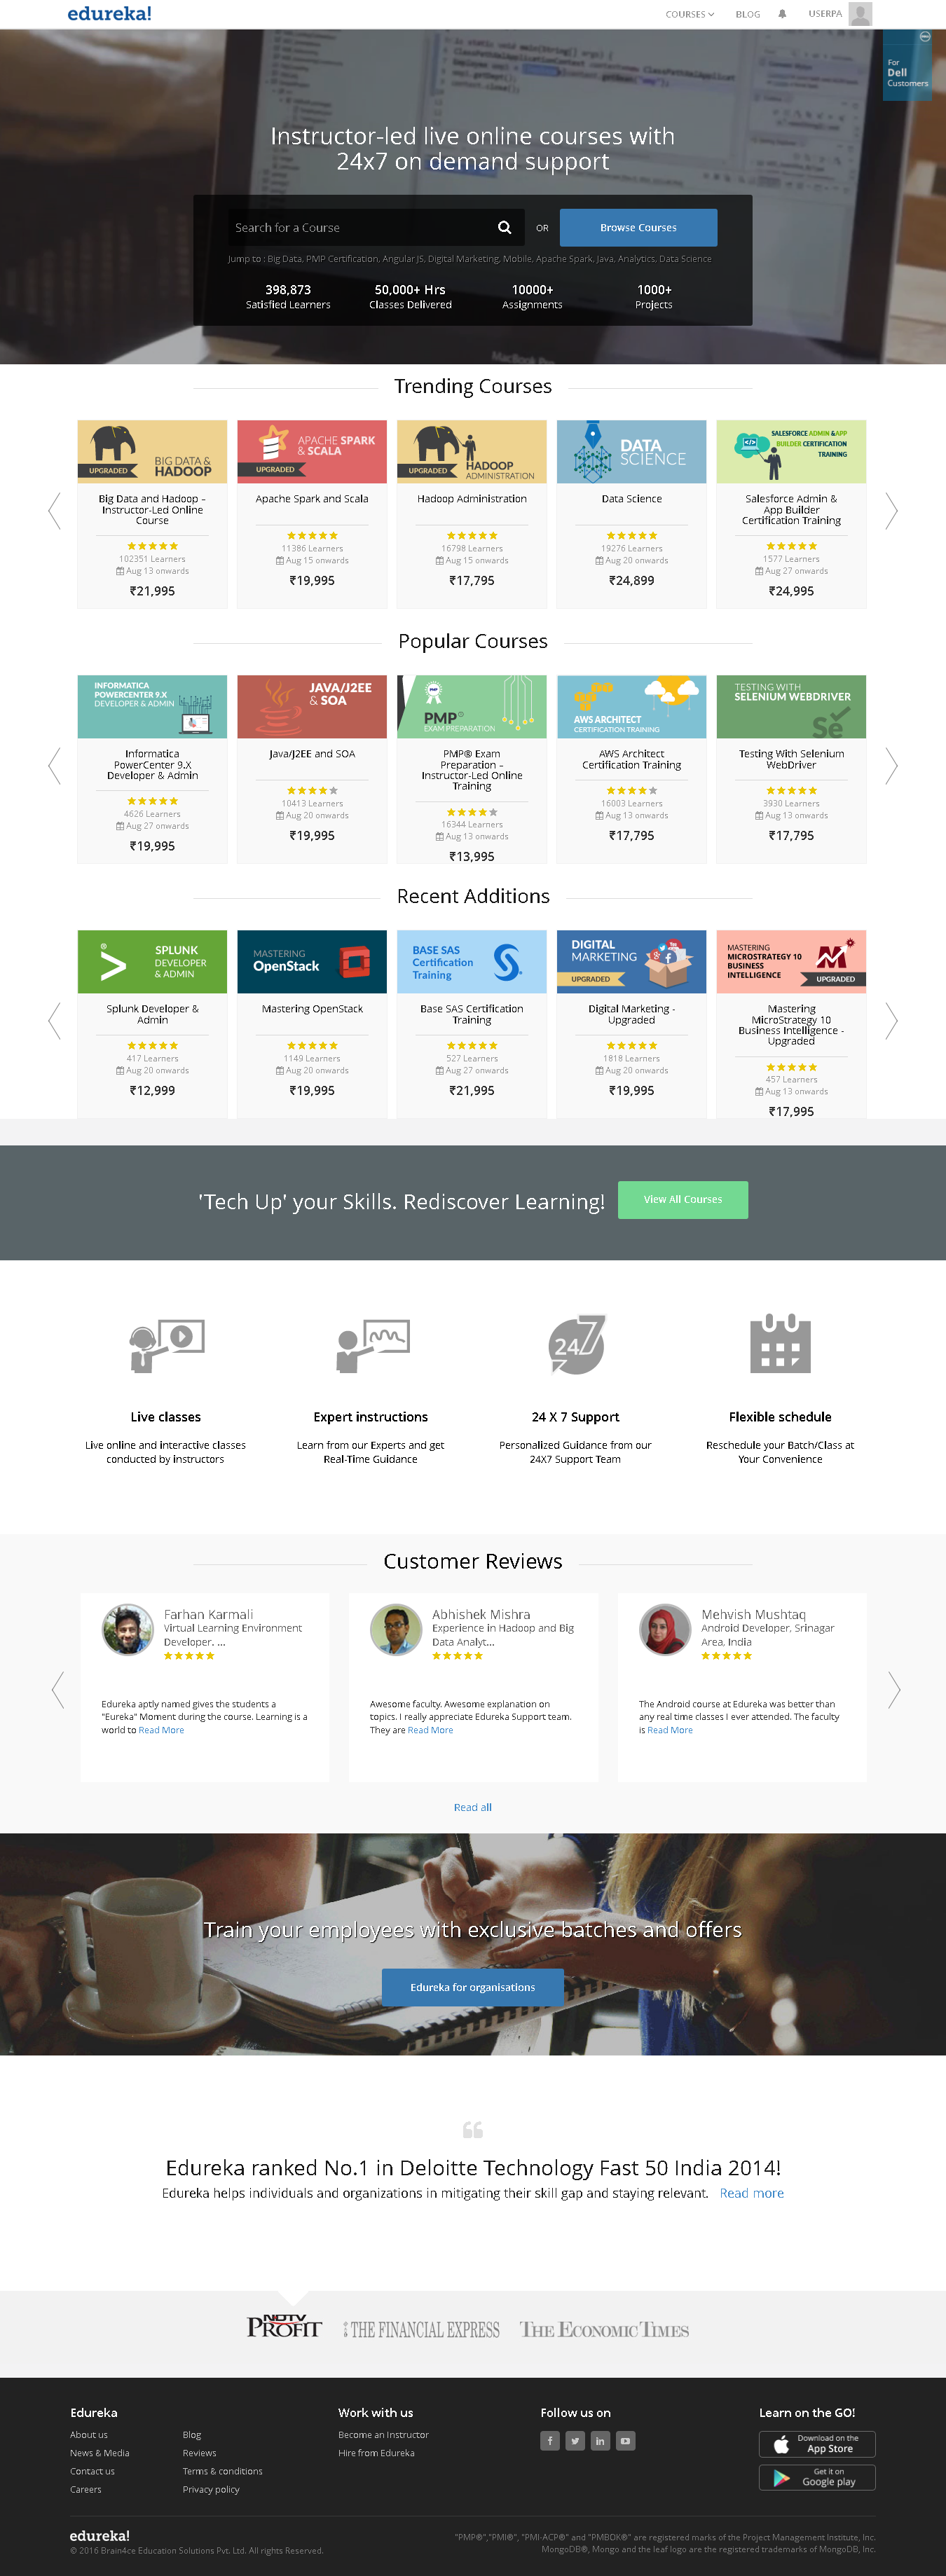 edureka!
COURSES
BLOG
USERPA
For
Dell
Customers
Instructor-led live online courses with
24x7 on demand support
Search for a Course
OR
Browse Courses
Jump to : Big Data, PMP Certification, Angular JS, Digital Marketing, Mobile, Apache Spark, Java, Analytics, Data Science
398,873
Satisfied Learners
50,000+ Hrs
Classes Delivered
10000+
Assignments
1000+
Projects
Trending Courses
UPGRADED
BIG DATA &
HADOOP
Big Data and Hadoop –
Instructor-Led Online
Course
102351 Learners
Aug 13 onwards
₹21,995
APACHE SPARK
& SCALA
UPGRADED
Apache Spark and Scala
11386 Learners
Aug 15 onwards
₹19,995
UPGRADED
HADOOP
ADMINISTRATION
Hadoop Administration
16798 Learners
Aug 15 onwards
₹17,795
DATA
SCIENCE
Data Science
19276 Learners
Aug 20 onwards
₹24,899
SALESFORCE ADMIN &APP
BUILDER CERTIFICATION
TRAINING
Salesforce Admin &
App Builder
Certification Training
1577 Learners
Aug 27 onwards
₹24,995
Popular Courses
INFORMATICA
POWERCENTER 9.X
DEVELOPER & ADMIN
Informatica
PowerCenter 9.X
Developer & Admin
4626 Learners
Aug 27 onwards
₹19,995
JAVA/J2EE
& SOA
Java/J2EE and SOA
10413 Learners
Aug 20 onwards
₹19,995
PMP
PMP®
EXAM PREPARATION
PMP® Exam
Preparation –
Instructor-Led Online
Training
16344 Learners
Aug 13 onwards
₹13,995
AWS ARCHITECT
CERTIFICATION TRAINING
AWS Architect
Certification Training
16003 Learners
Aug 13 onwards
₹17,795
TESTING WITH
SELENIUM WEBDRIVER
Se
Testing With Selenium
WebDriver
3930 Learners
Aug 13 onwards
₹17,795
Recent Additions
SPLUNK
DEVELOPER
& ADMIN
Splunk Developer &
Admin
417 Learners
Aug 20 onwards
₹12,999
MASTERING
OpenStack
Mastering OpenStack
1149 Learners
Aug 20 onwards
₹19,995
BASE SAS
Certification
Training
Base SAS Certification
Training
527 Learners
Aug 27 onwards
₹21,995
DIGITAL
MARKETING
UPGRADED
Digital Marketing -
Upgraded
1818 Learners
Aug 20 onwards
₹19,995
MASTERING
MICROSTRATEGY 10
BUSINESS
INTELLIGENCE
UPGRADED
Mastering
MicroStrategy 10
Business Intelligence -
Upgraded
457 Learners
Aug 13 onwards
₹17,995
'Tech Up' your Skills. Rediscover Learning!
View All Courses
24/7
Live classes
Live online and interactive classes
conducted by instructors
Expert instructions
Learn from our Experts and get
Real-Time Guidance
24 X 7 Support
Personalized Guidance from our
24X7 Support Team
Flexible schedule
Reschedule your Batch/Class at
Your Convenience
Customer Reviews
Farhan Karmali
Virtual Learning Environment
Developer. ...
Edureka aptly named gives the students a
"Eureka" Moment during the course. Learning is a
world to Read More
Abhishek Mishra
Experience in Hadoop and Big
Data Analyt...
Awesome faculty. Awesome explanation on
topics. I really appreciate Edureka Support team.
They are Read More
Mehvish Mushtaq
Android Developer, Srinagar
Area, India
The Android course at Edureka was better than
any real time classes I ever attended. The faculty
is Read More
Read all
Train your employees with exclusive batches and offers
Edureka for organisations
Edureka ranked No.1 in Deloitte Technology Fast 50 India 2014!
Edureka helps individuals and organizations in mitigating their skill gap and staying relevant. Read more
NDTV
PROFIT
THE FINANCIAL EXPRESS
THE ECONOMIC TIMES
Edureka
About us
News & Media
Contact us
Careers
Blog
Reviews
Terms & conditions
Privacy policy
Work with us
Become an Instructor
Hire from Edureka
Follow us on
Learn on the GO!
Download on the
App Store
Get it on
Google play
edureka!
© 2016 Brain4ce Education Solutions Pvt. Ltd. All rights Reserved.
"PMP®","PMI®", "PMI-ACP®" and "PMBOK®" are registered marks of the Project Management Institute, Inc.
MongoDB®, Mongo and the leaf logo are the registered trademarks of MongoDB, Inc.